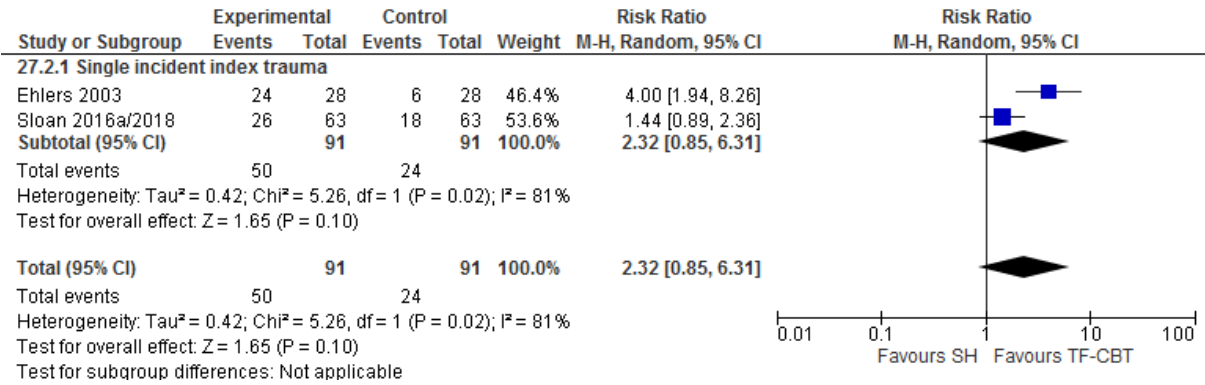 Experimental Control Risk Ratio Risk Ratio
Study or Subgroup Events Total Events Total Weight M-H, Random, 95% CI M-H, Random, 95% CI
27.2.1 Single incident index trauma
Ehlers 2003 24 28 6 28 46.4% 4.00 [1.94, 8.26]
Sloan 2016a/2018 26 63 18 63 53.6% 1.44 [0.89, 2.36]
Subtotal (95% CI) 91 91 100.0% 2.32 [0.85, 6.31]
Total events 50 24
Heterogeneity: Tau² = 0.42; Chi² = 5.26, df = 1 (P = 0.02); I² = 81%
Test for overall effect: Z = 1.65 (P = 0.10)
Total (95% CI) 91 91 100.0% 2.32 [0.85, 6.31]
Total events 50 24
Heterogeneity: Tau² = 0.42; Chi² = 5.26, df = 1 (P = 0.02); I² = 81%
Test for overall effect: Z = 1.65 (P = 0.10)
Test for subgroup differences: Not applicable
0.01 0.1 1 10 100
Favours SH Favours TF-CBT